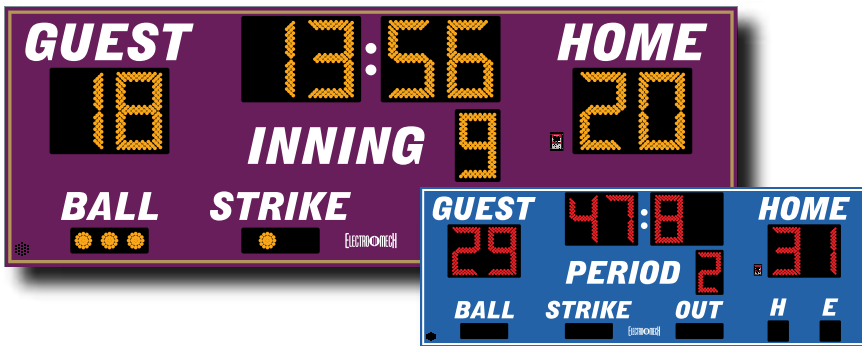 GUEST 13:56 HOME
18 20
INNING 9
BALL STRIKE
ELECTRO-MECH
GUEST 47:8 HOME
29 31
PERIOD 2
BALL STRIKE OUT H E
ELECTRO-MECH